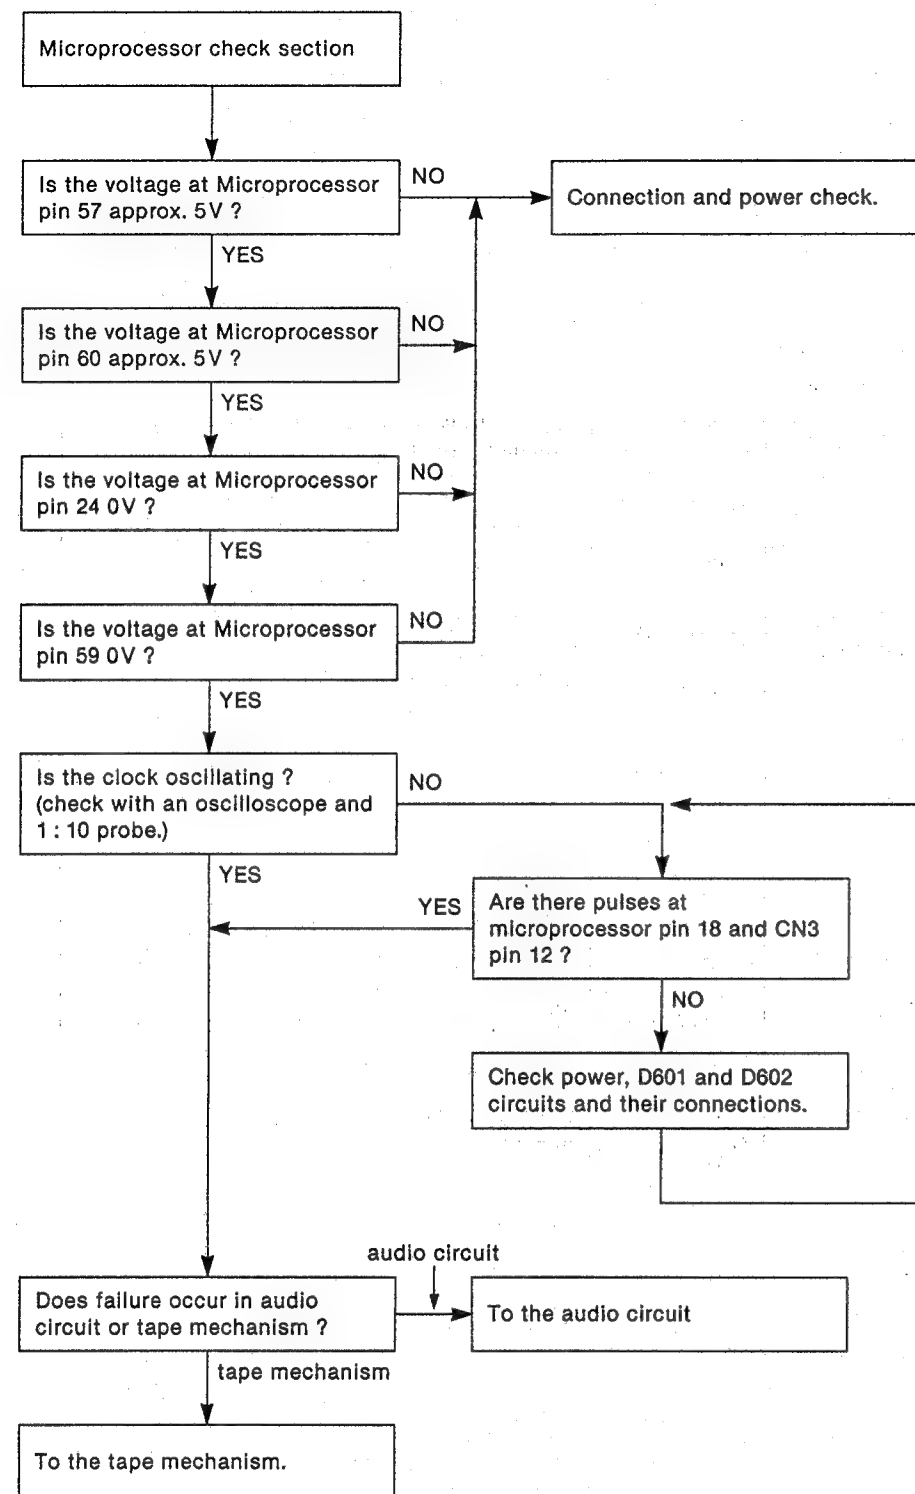 Microprocessor check section
Is the voltage at Microprocessor
pin 57 approx. 5V ?
NO
Connection and power check.
YES
Is the voltage at Microprocessor
pin 60 approx. 5V ?
NO
YES
Is the voltage at Microprocessor
pin 24 0V ?
NO
YES
Is the voltage at Microprocessor
pin 59 0V ?
NO
YES
Is the clock oscillating ?
(check with an oscilloscope and
1 : 10 probe.)
NO
YES
YES
Are there pulses at
microprocessor pin 18 and CN3
pin 12 ?
NO
Check power, D601 and D602
circuits and their connections.
audio circuit
Does failure occur in audio
circuit or tape mechanism ?
To the audio circuit
tape mechanism
To the tape mechanism.